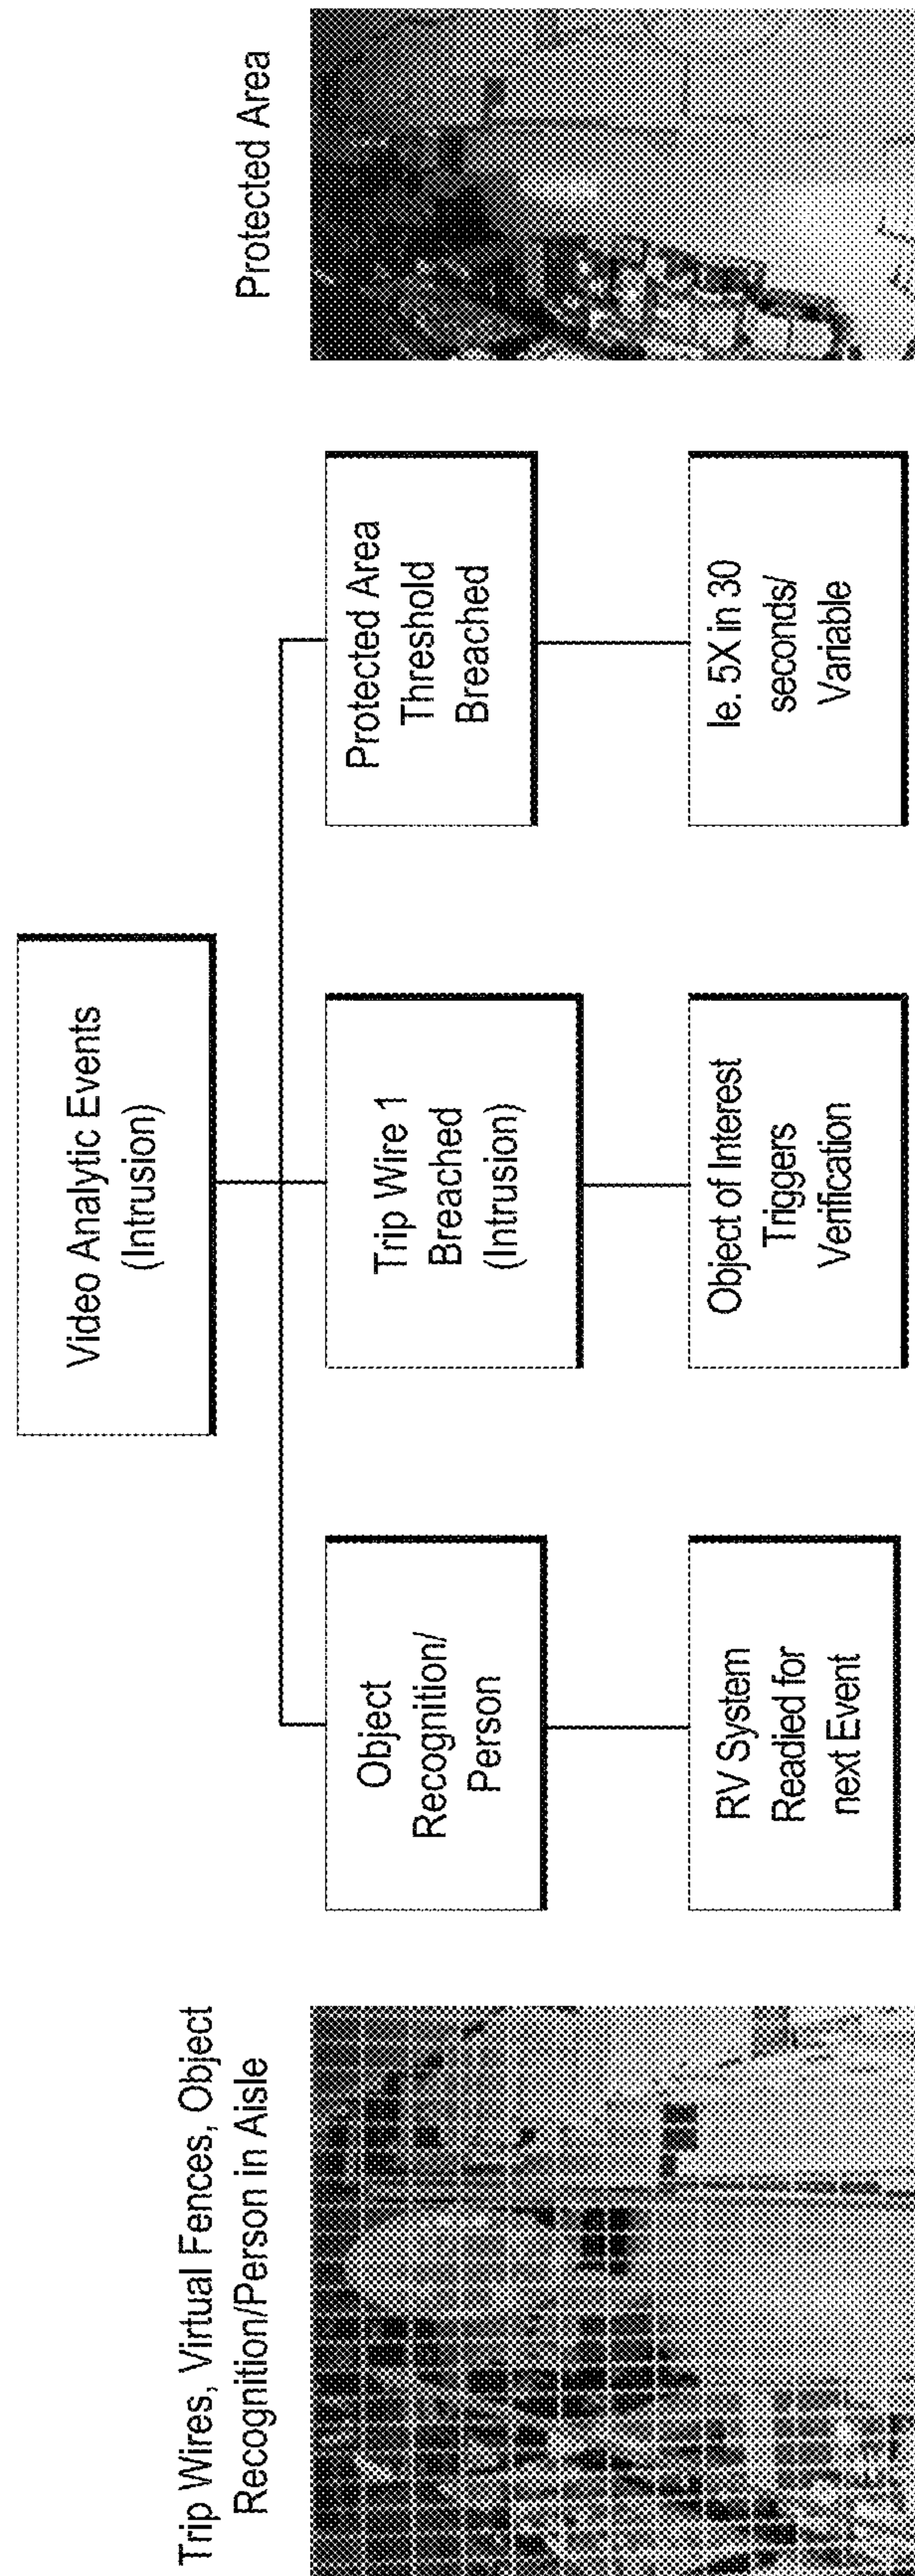 Trip Wires, Virtual Fences, Object
Recognition/Person in Aisle
Video Analytic Events
(Intrusion)
Protected Area
Object
Recognition/
Person
Trip Wire 1
Breached
(Intrusion)
Protected Area
Threshold
Breached
RV System
Readied for
next Event
Object of Interest
Triggers
Verification
Ie. 5X in 30
seconds/
Variable